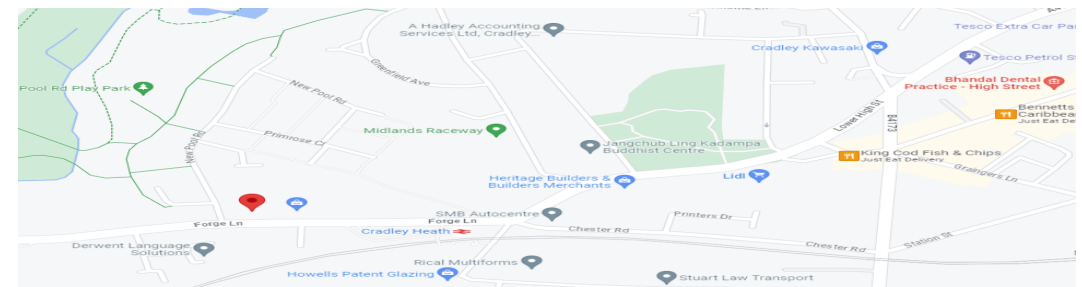 A Hadley Accounting
Services Ltd, Cradley...
Tesco Extra Car Par
Cradley Kawasaki
Tesco Petrol S
Greenfield Ave
Bhandal Dental
Practice - High Street
Pool Rd Play Park
New Pool Rd
Lower High St
B4173
Bennetts
Caribbea
Just Eat De
Midlands Raceway
Primrose Cl
New Pool Rd
Jangchub Ling Kadampa
Buddhist Centre
King Cod Fish & Chips
Just Eat Delivery
Graingers Ln
Heritage Builders &
Builders Merchants
Lidl
SMB Autocentre
Printers Dr
Forge Ln
Forge Ln
Cradley Heath
Chester Rd
Station St
Derwent Language
Solutions
Chester Rd
Rical Multiforms
Howells Patent Glazing
Stuart Law Transport